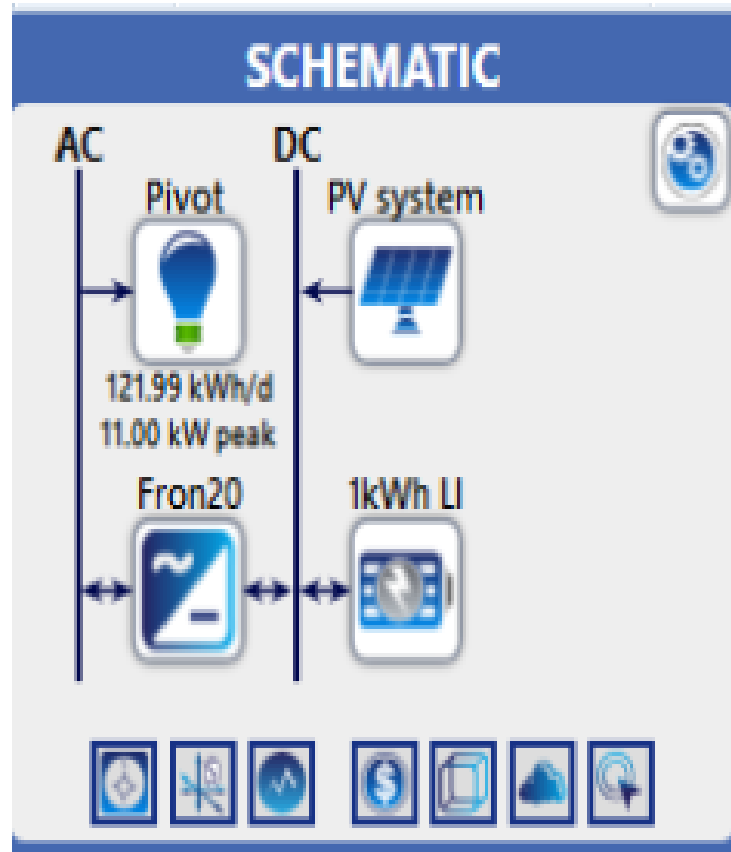 SCHEMATIC
AC DC
Pivot PV system
121.99 kWh/d
11.00 kW peak
Fron20 1kWh LI